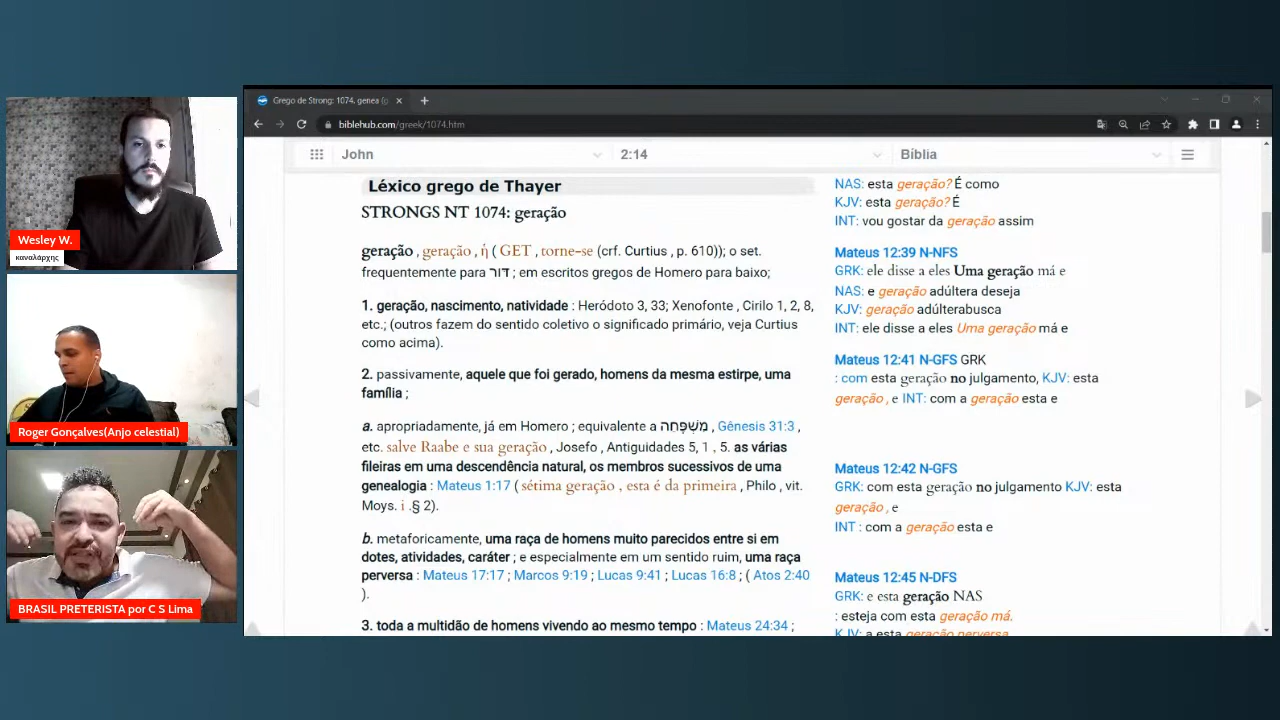 Wesley W.
καναλάρχης
Roger Gonçalves(Anjo celestial)
BRASIL PRETERISTA por C S Lima
Grego de Strong: 1074. genea (g
biblehub.com/greek/1074.htm
John
2:14
Bíblia
Léxico grego de Thayer
STRONGS NT 1074: geração
geração , geração , ἡ ( GET , torne-se (crf. Curtius , p. 610)); o set.
frequentemente para דּוֹר ; em escritos gregos de Homero para baixo;
1. geração, nascimento, natividade : Heródoto 3, 33; Xenofonte , Cirilo 1, 2, 8,
etc.; (outros fazem do sentido coletivo o significado primário, veja Curtius
como acima).
2. passivamente, aquele que foi gerado, homens da mesma estirpe, uma
família ;
a. apropriadamente, já em Homero ; equivalente a מִשְׁפָּחָה , Gênesis 31:3 ,
etc. salve Raabe e sua geração , Josefo , Antiguidades 5, 1 , 5. as várias
fileiras em uma descendência natural, os membros sucessivos de uma
genealogia : Mateus 1:17 ( sétima geração , esta é da primeira , Philo , vit.
Moys. i .§ 2).
b. metaforicamente, uma raça de homens muito parecidos entre si em
dotes, atividades, caráter ; e especialmente em um sentido ruim, uma raça
perversa : Mateus 17:17 ; Marcos 9:19 ; Lucas 9:41 ; Lucas 16:8 ; ( Atos 2:40
).
3. toda a multidão de homens vivendo ao mesmo tempo : Mateus 24:34 ;
NAS: esta geração? É como
KJV: esta geração? É
INT: vou gostar da geração assim
Mateus 12:39 N-NFS
GRK: ele disse a eles Uma geração má e
NAS: e geração adúltera deseja
KJV: geração adúlterabusca
INT: ele disse a eles Uma geração má e
Mateus 12:41 N-GFS GRK
: com esta geração no julgamento, KJV: esta
geração , e INT: com a geração esta e
Mateus 12:42 N-GFS
GRK: com esta geração no julgamento KJV: esta
geração , e
INT : com a geração esta e
Mateus 12:45 N-DFS
GRK: e esta geração NAS
: esteja com esta geração má.
KJV: a esta geração perversa